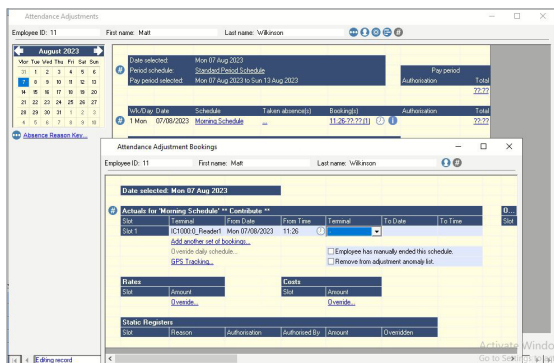 Attendance Adjustments
Employee ID: 11 First name: Matt Last name: Wilkinson
August 2023
Mon Tue Wed Thu Fri Sat Sun
31 1 2 3 4 5 6
7 8 9 10 11 12 13
14 15 16 17 18 19 20
21 22 23 24 25 26 27
28 29 30 31 1 2 3
4 5 6 7 8 9 10
Absence Reason Key...
Date selected: Mon 07 Aug 2023
Period schedule: Standard Period Schedule
Pay period selected: Mon 07 Aug 2023 to Sun 13 Aug 2023
Pay period
Authorisation Total
??:??
Wk/Day Date Schedule Taken absence(s) Booking(s) Authorisation Total
1 Mon 07/08/2023 Morning Schedule ... 11:26-??:??(1) ??:??
Attendance Adjustment Bookings
Employee ID: 11 First name: Matt Last name: Wilkinson
Date selected: Mon 07 Aug 2023
Actuals for 'Morning Schedule' ** Contribute ** O...
Slot Terminal From Date From Time Terminal To Date To Time Slot
Slot 1 IC1000:0_Reader1 Mon 07/08/2023 11:26
Add another set of bookings...
Override daily schedule... Employee has manually ended this schedule.
GPS Tracking... Remove from adjustment anomaly list.
Rates Costs
Slot Amount Slot Amount
Override... Override...
Static Registers
Slot Reason Authorisation Authorised By Amount Overridden
Activate Windo
Go to Settings to
Editing record